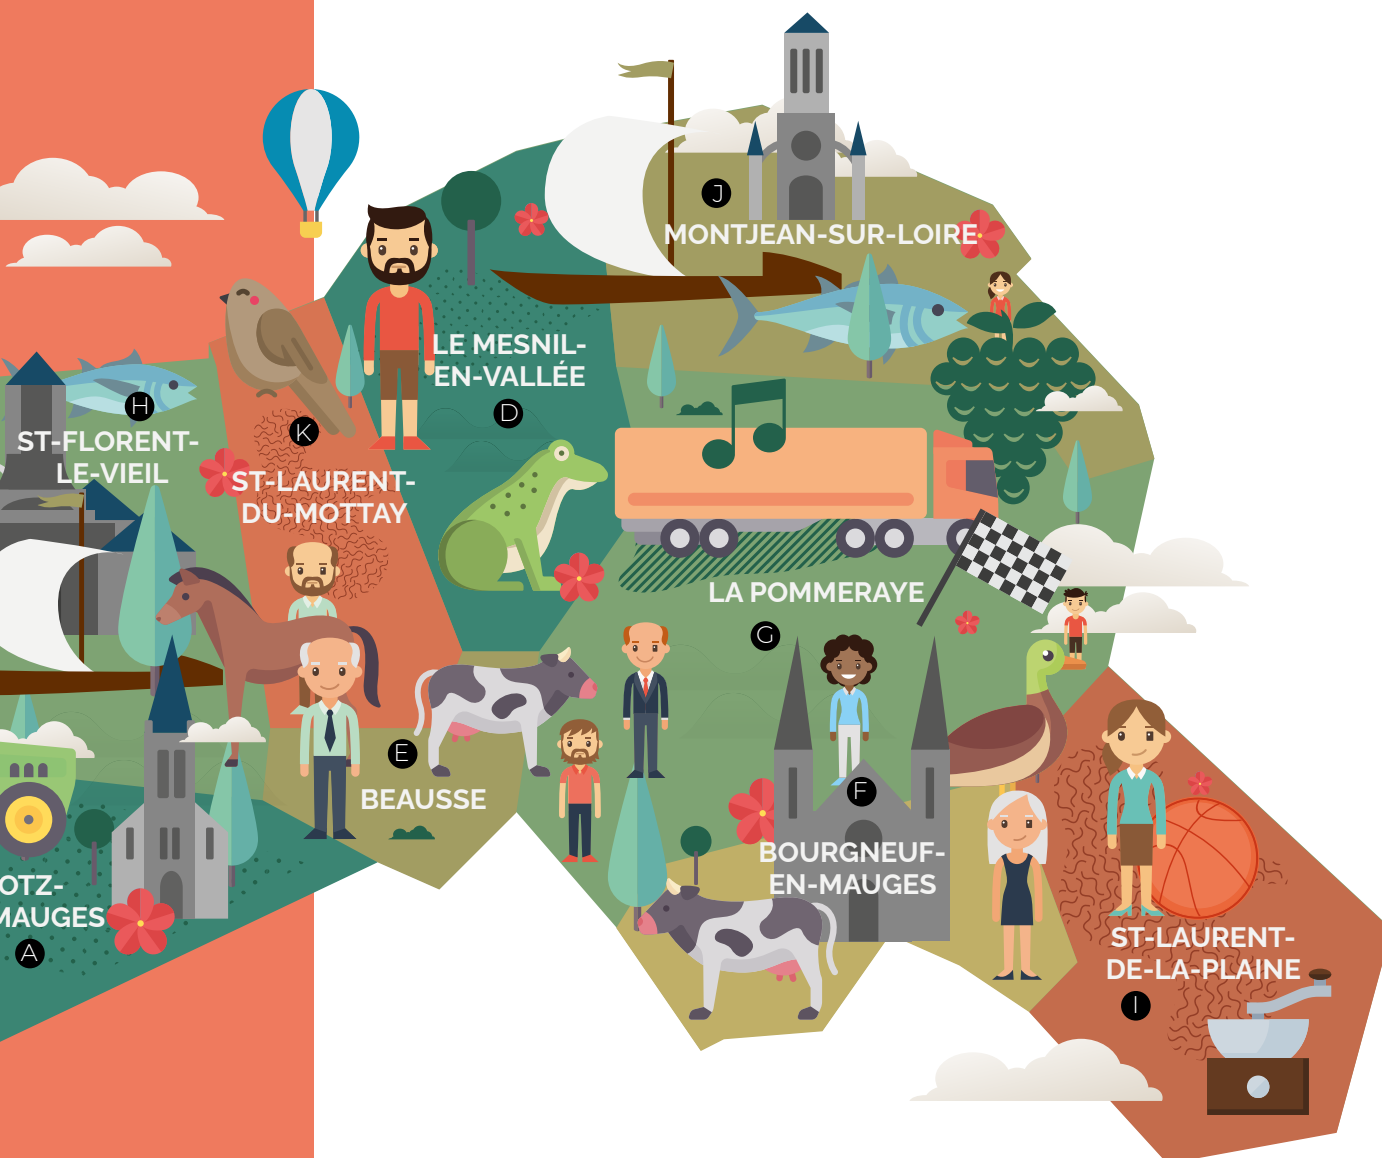 J
MONTJEAN-SUR-LOIRE
LE MESNIL-
EN-VALLÉE
D
H
ST-FLORENT-
LE-VIEIL
K
ST-LAURENT-
DU-MOTTAY
LA POMMERAYE
G
E
BEAUSSE
F
BOURGNEUF-
EN-MAUGES
OTZ-
MAUGES
A
ST-LAURENT-
DE-LA-PLAINE
I